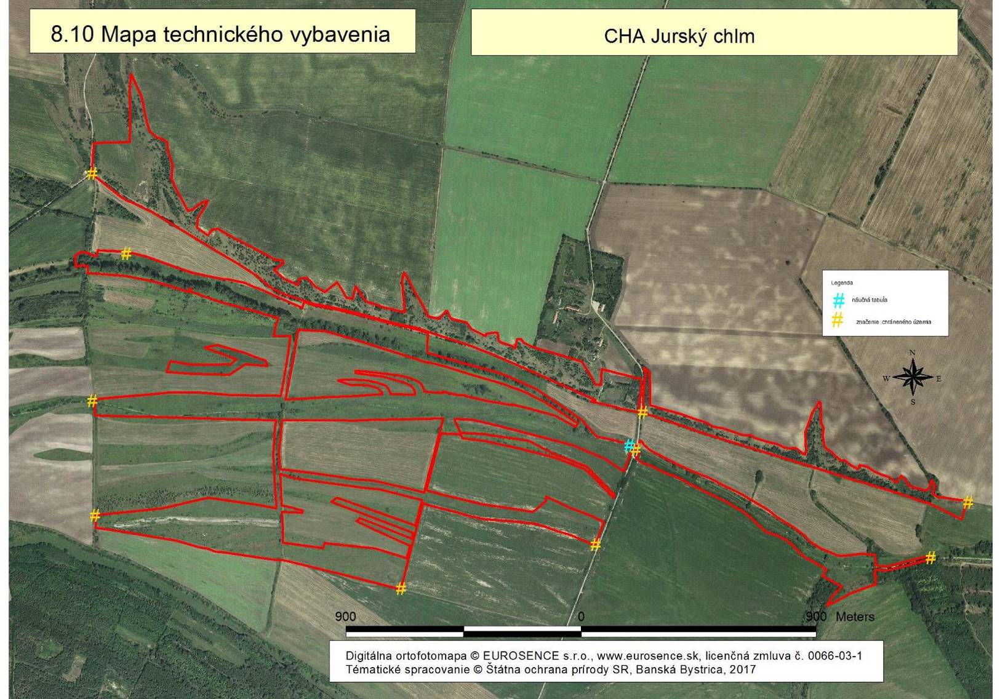 8.10 Mapa technického vybavenia
CHA Jurský chlm
Legenda
# náučná tabuľa
# značenie chráneného územia
N
W E
S
900 0 900 Meters
Digitálna ortofotomapa © EUROSENCE s.r.o., www.eurosence.sk, licenčná zmluva č. 0066-03-1
Tématické spracovanie © Štátna ochrana prírody SR, Banská Bystrica, 2017